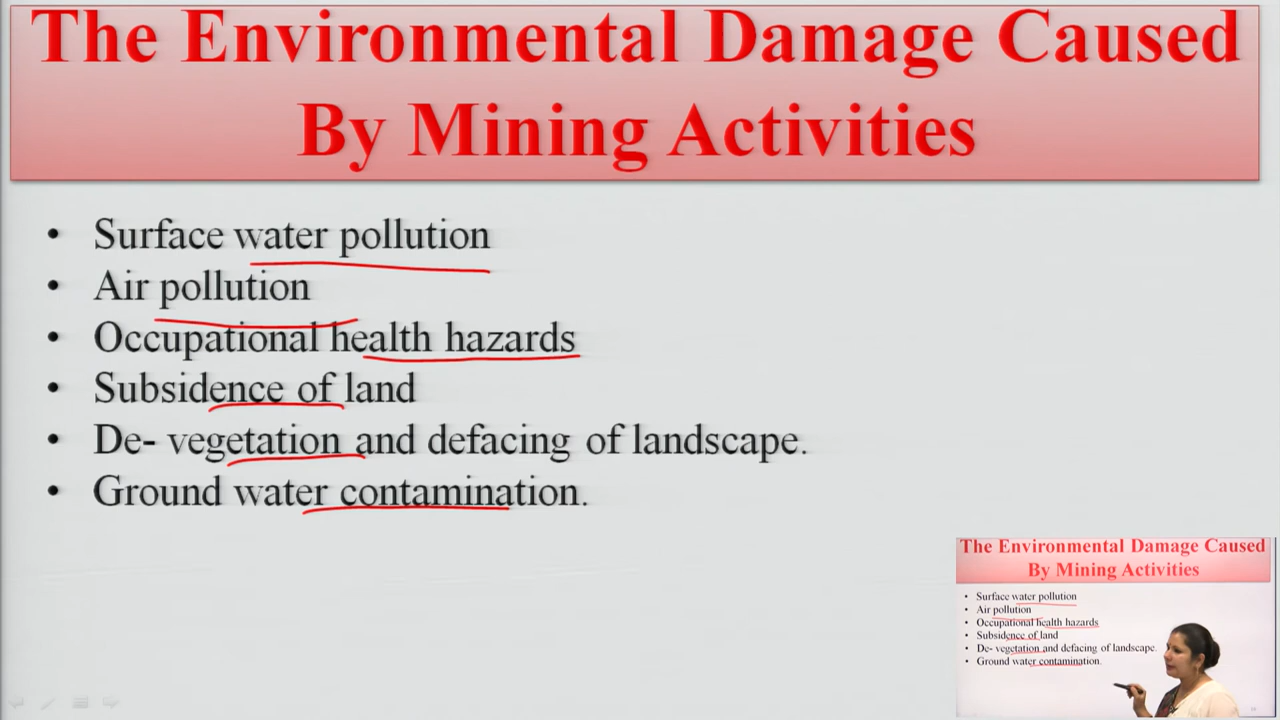 The Environmental Damage Caused
By Mining Activities
• Surface water pollution
• Air pollution
• Occupational health hazards
• Subsidence of land
• De- vegetation and defacing of landscape.
• Ground water contamination.
The Environmental Damage Caused
By Mining Activities
• Surface water pollution
• Air pollution
• Occupational health hazards
• Subsidence of land
• De- vegetation and defacing of landscape.
• Ground water contamination.